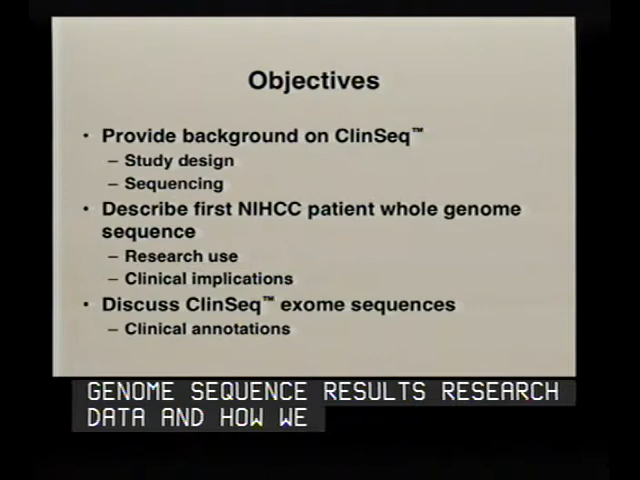 Objectives
• Provide background on ClinSeq™
– Study design
– Sequencing
• Describe first NIHCC patient whole genome
sequence
– Research use
– Clinical implications
• Discuss ClinSeq™ exome sequences
– Clinical annotations
GENOME SEQUENCE RESULTS RESEARCH
DATA AND HOW WE